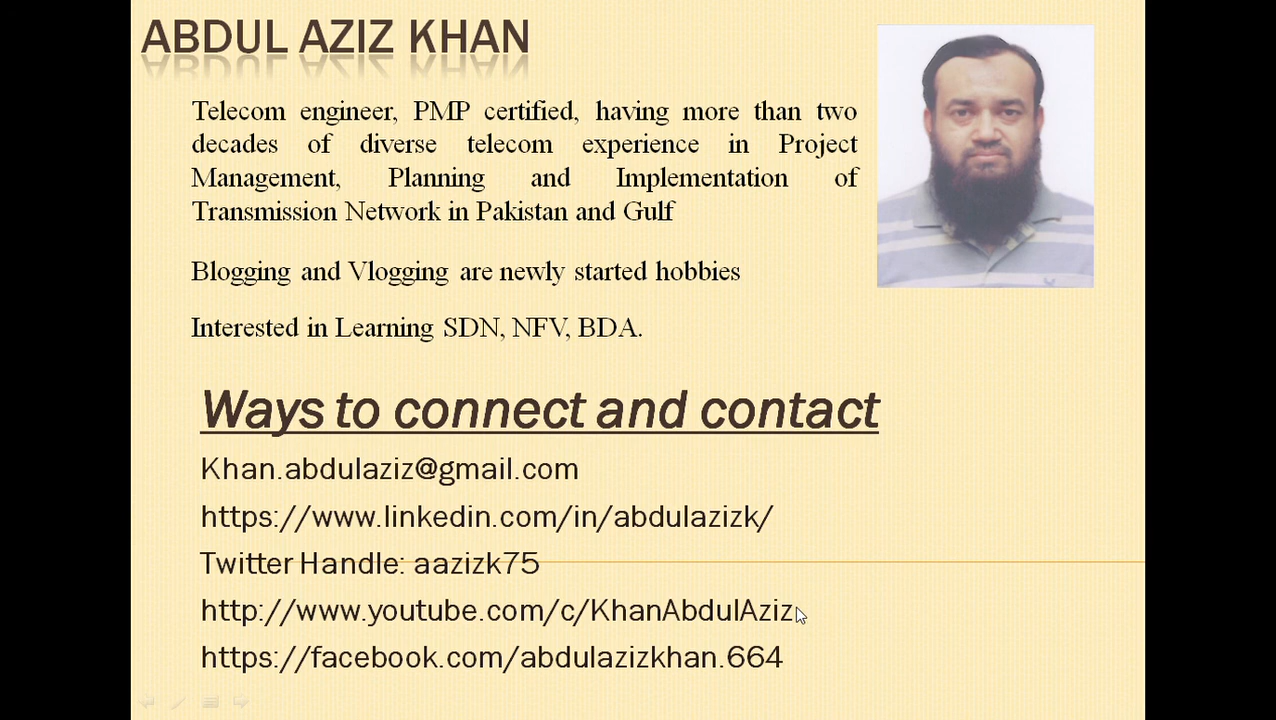 ABDUL AZIZ KHAN
Telecom engineer, PMP certified, having more than two
decades of diverse telecom experience in Project
Management, Planning and Implementation of
Transmission Network in Pakistan and Gulf
Blogging and Vlogging are newly started hobbies
Interested in Learning SDN, NFV, BDA.
Ways to connect and contact
Khan.abdulaziz@gmail.com
https://www.linkedin.com/in/abdulazizk/
Twitter Handle: aazizk75
http://www.youtube.com/c/KhanAbdulAziz
https://facebook.com/abdulazizkhan.664